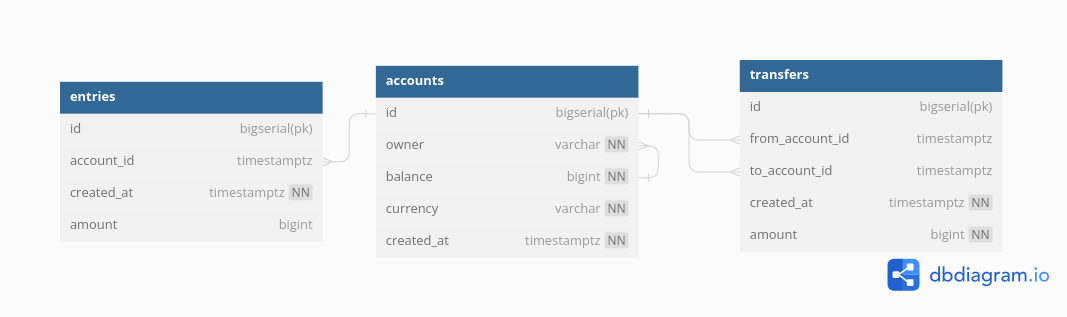 entries
id bigserial(pk)
account_id timestamptz
created_at timestamptz NN
amount bigint
accounts
id bigserial(pk)
owner varchar NN
balance bigint NN
currency varchar NN
created_at timestamptz NN
transfers
id bigserial(pk)
from_account_id timestamptz
to_account_id timestamptz
created_at timestamptz NN
amount bigint NN
dbdiagram.io